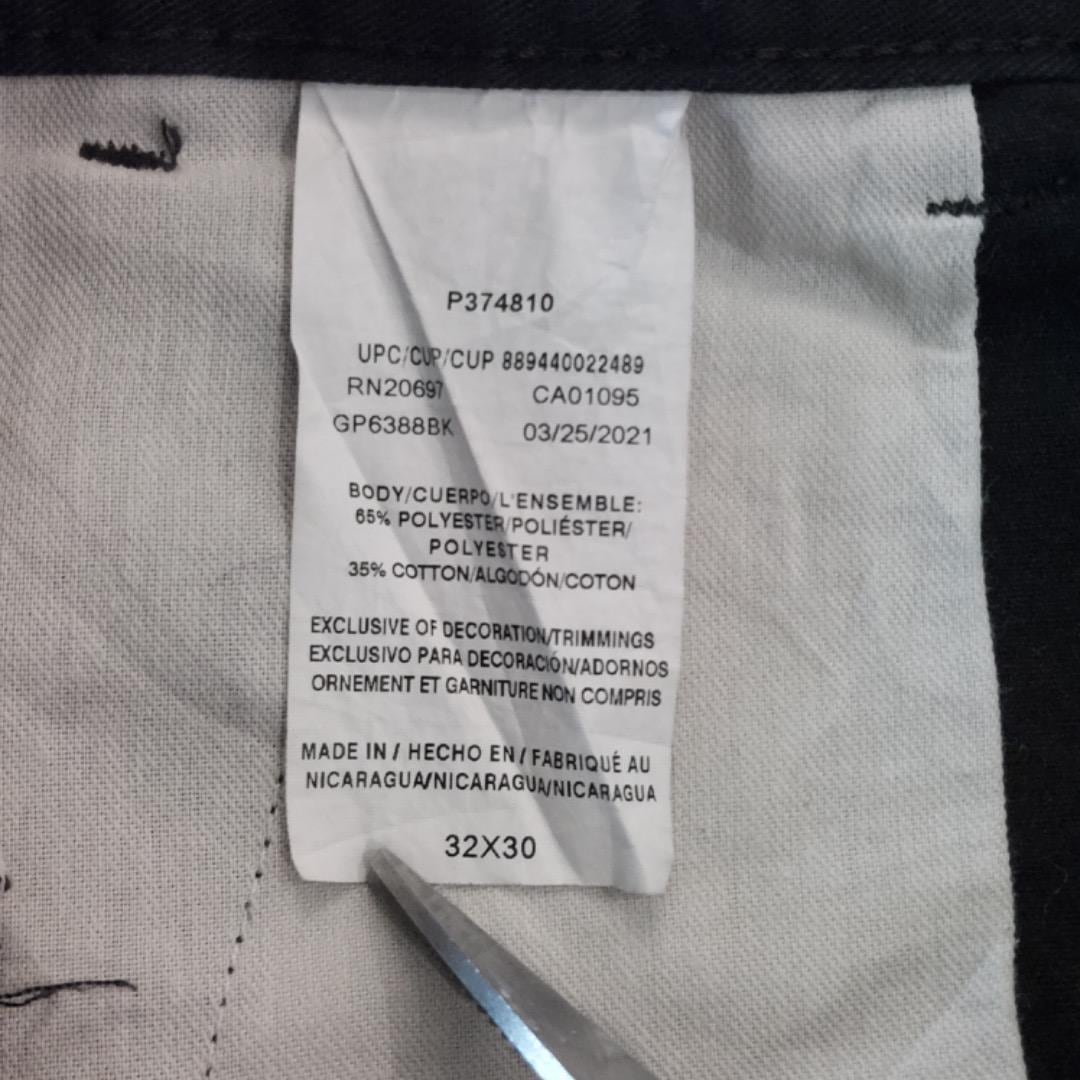 P374810
UPC/CUP/CUP 889440022489
RN20697 CA01095
GP6388BK 03/25/2021
BODY/CUERPO/L'ENSEMBLE:
65% POLYESTER/POLIÉSTER/
POLYESTER
35% COTTON/ALGODÓN/COTON
EXCLUSIVE OF DECORATION/TRIMMINGS
EXCLUSIVO PARA DECORACIÓN/ADORNOS
ORNEMENT ET GARNITURE NON COMPRIS
MADE IN / HECHO EN / FABRIQUÉ AU
NICARAGUA/NICARAGUA/NICARAGUA
32X30